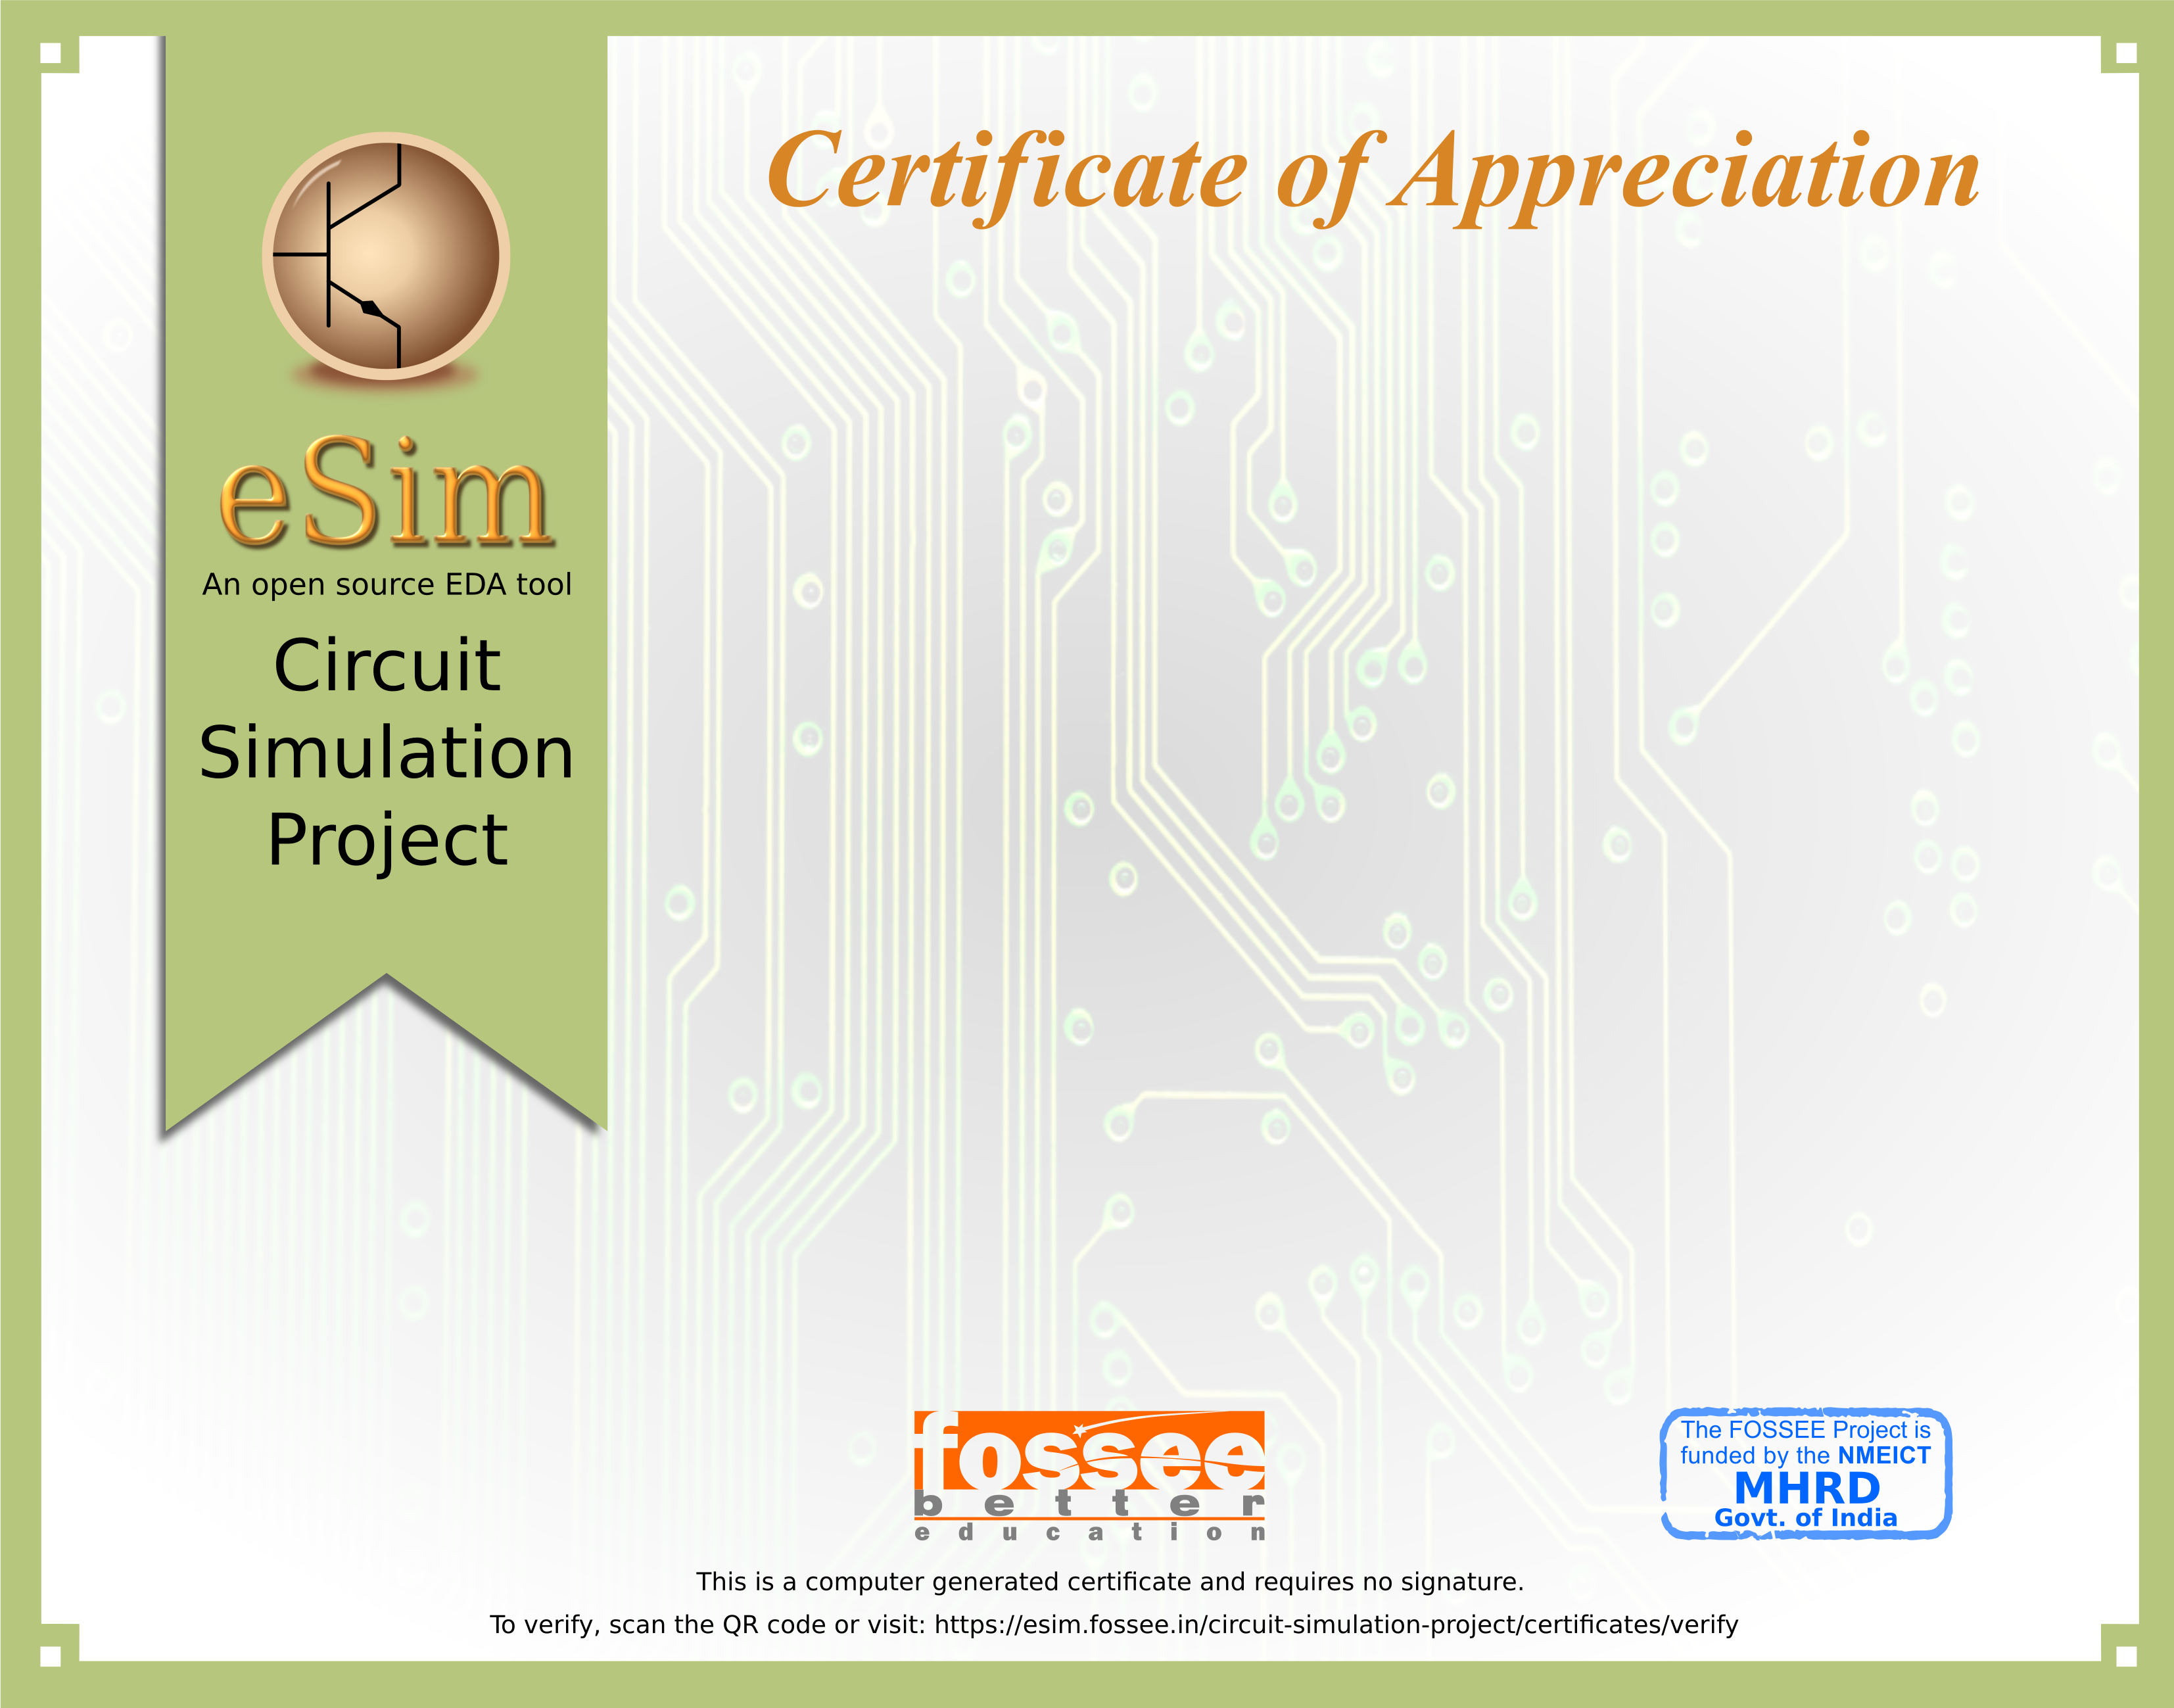 Certificate of Appreciation
eSim
An open source EDA tool
Circuit
Simulation
Project
fossee
better
education
The FOSSEE Project is
funded by the NMEICT
MHRD
Govt. of India
This is a computer generated certificate and requires no signature.
To verify, scan the QR code or visit: https://esim.fossee.in/circuit-simulation-project/certificates/verify